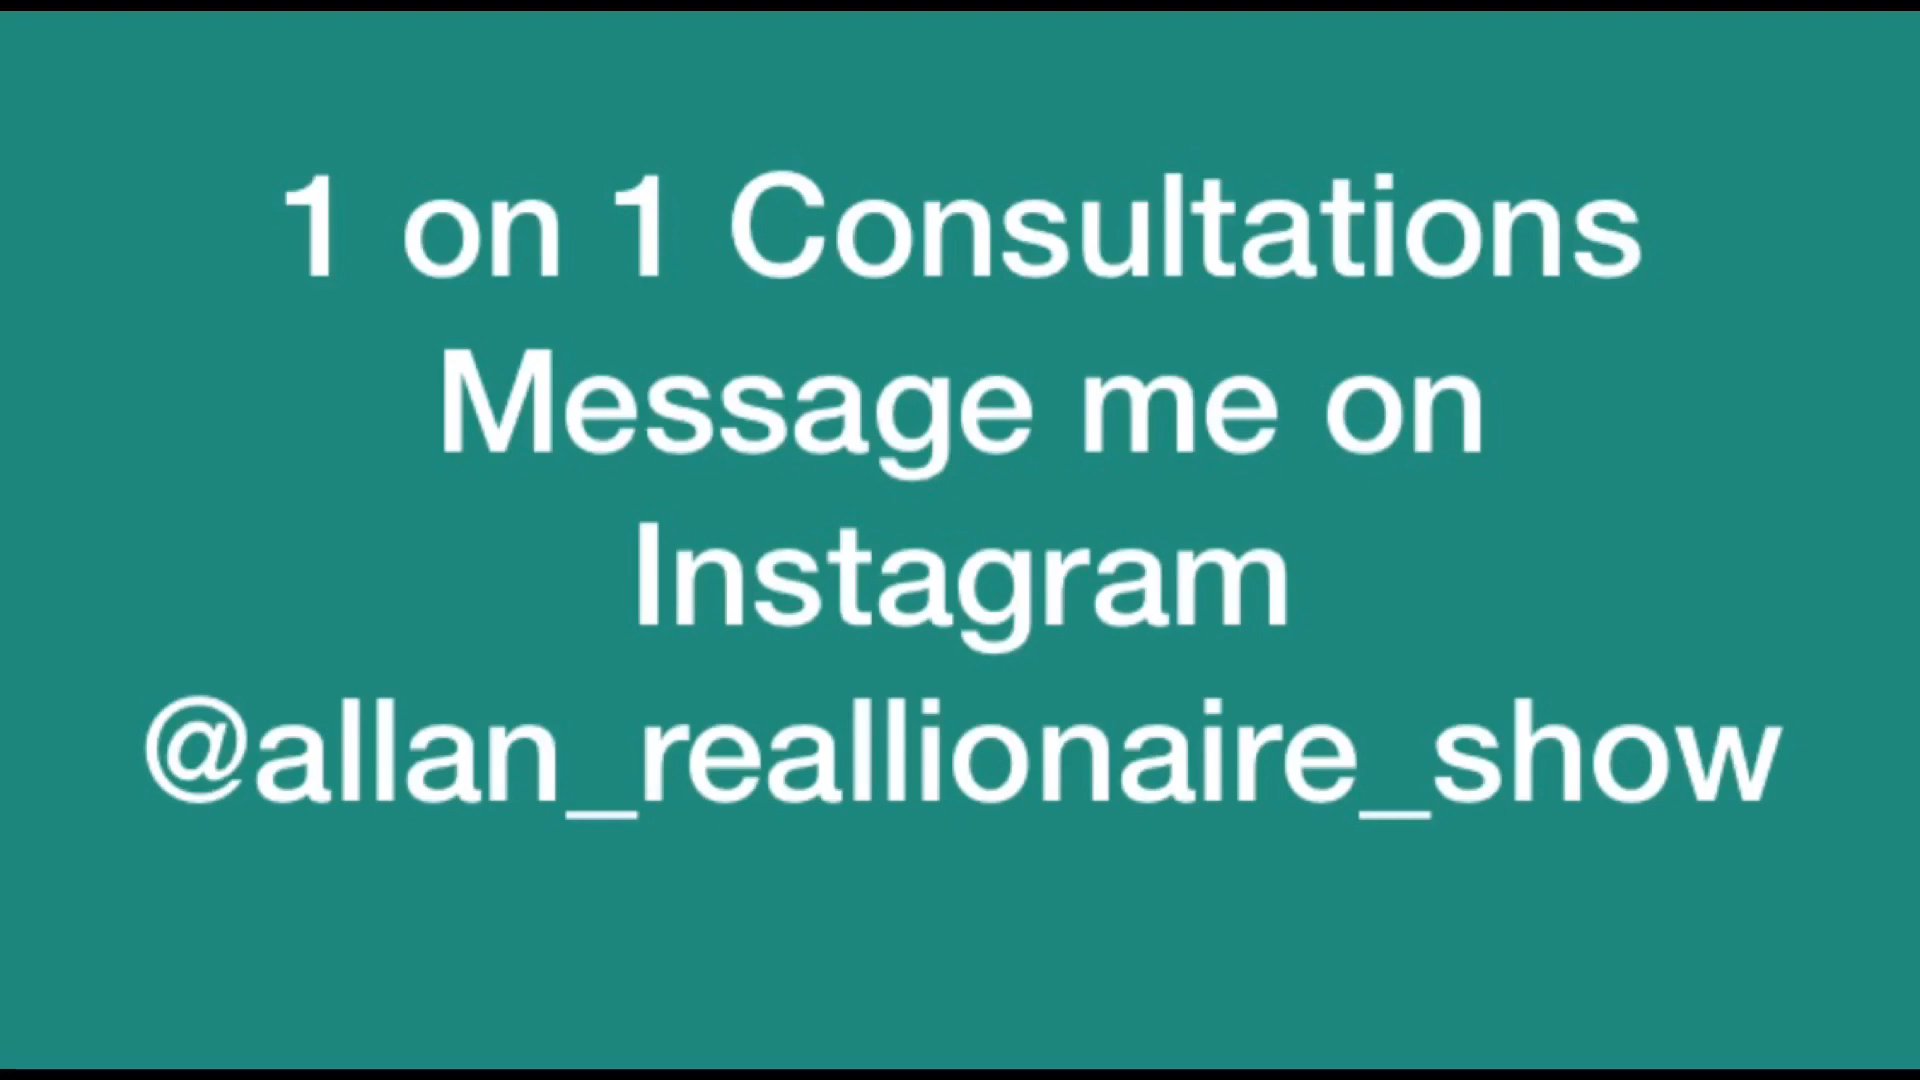 1 on 1 Consultations
Message me on
Instagram
@allan_reallionaire_show